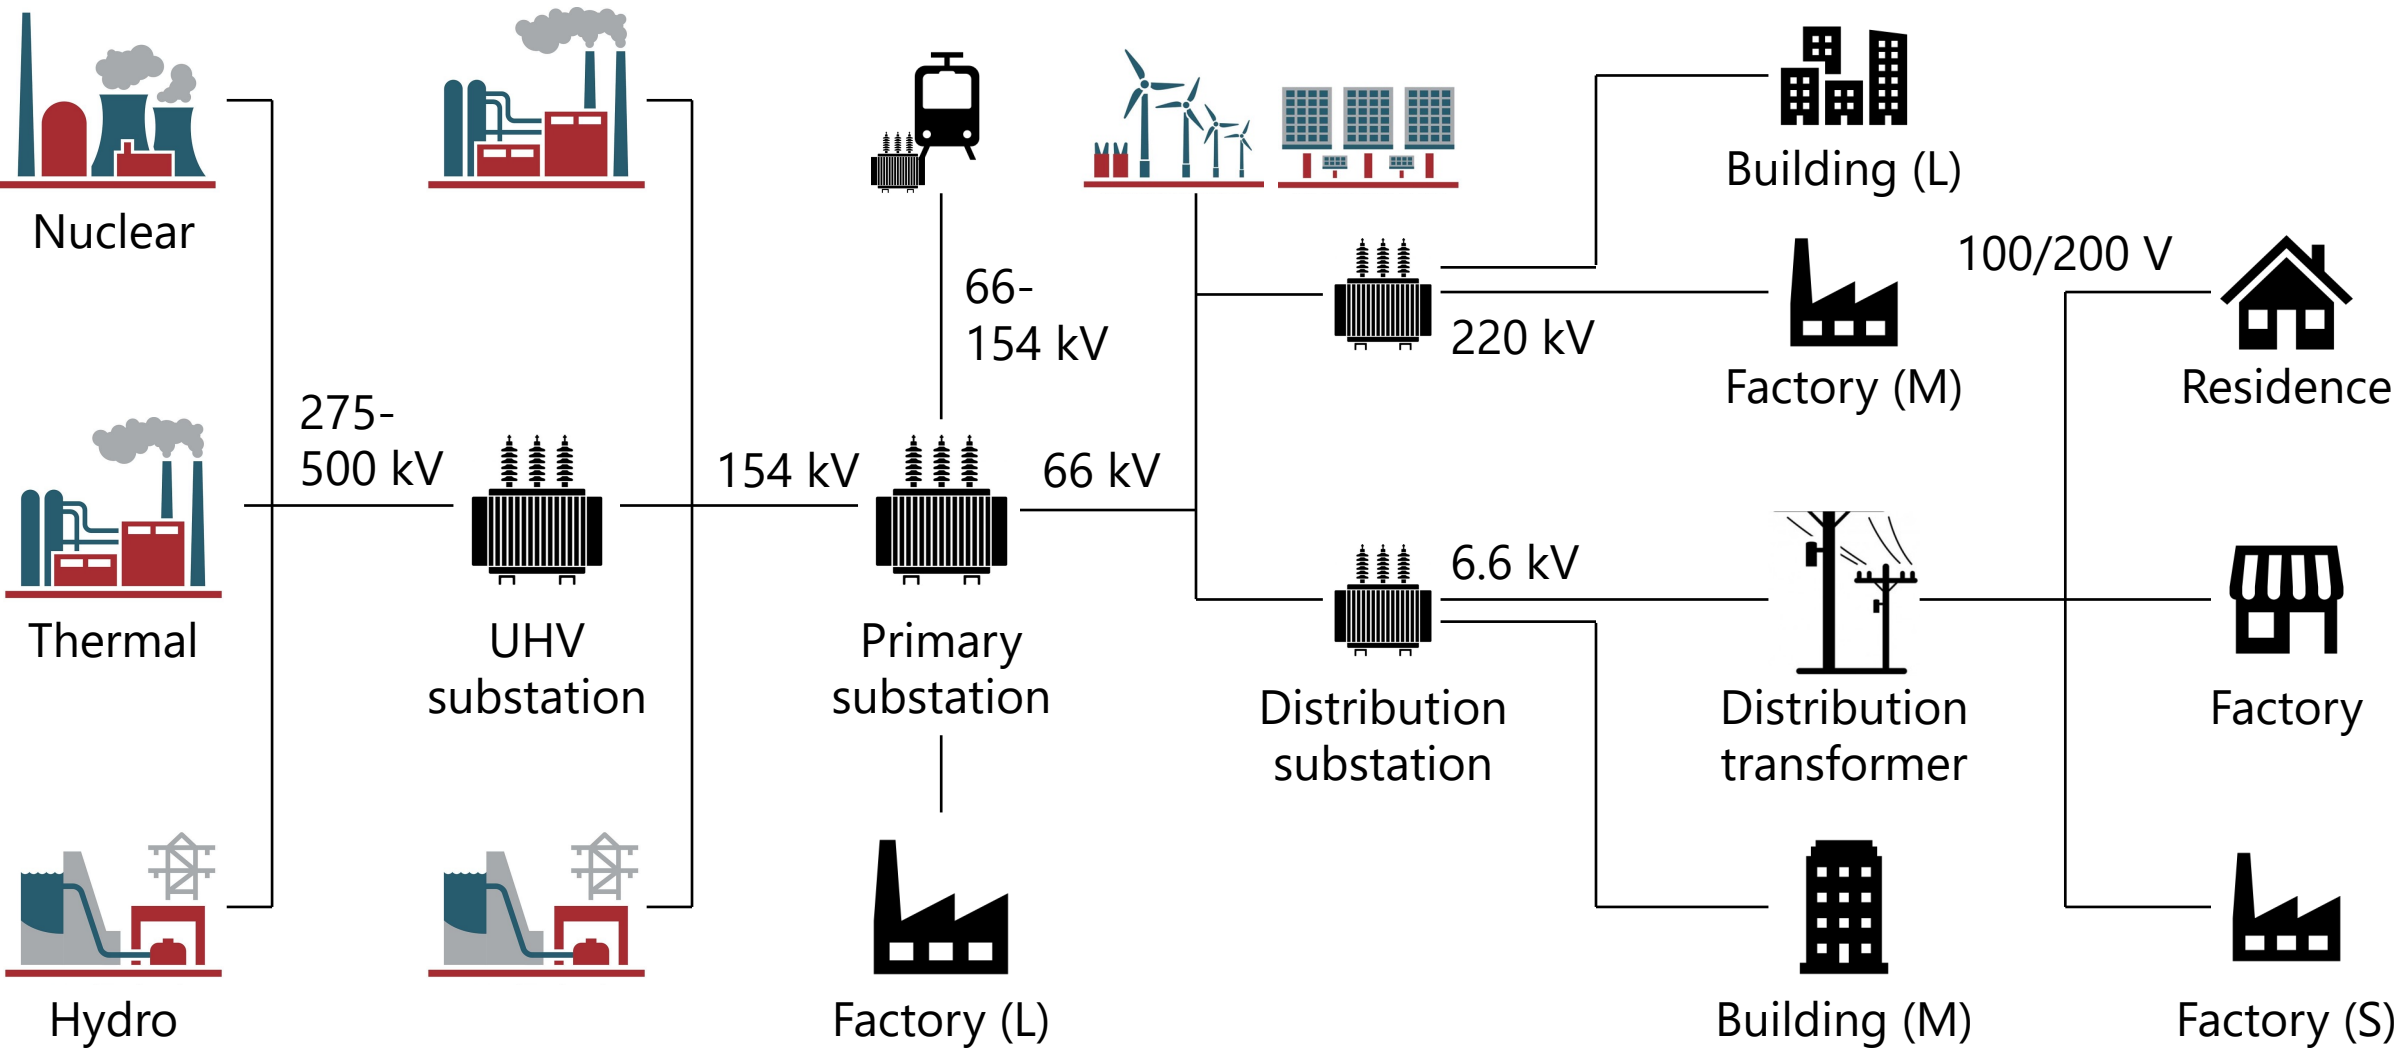 Nuclear
Thermal
Hydro
275-
500 kV
UHV
substation
154 kV
66-
154 kV
Primary
substation
Factory (L)
66 kV
220 kV
6.6 kV
Distribution
substation
Building (L)
Factory (M)
Distribution
transformer
Building (M)
100/200 V
Residence
Factory
Factory (S)